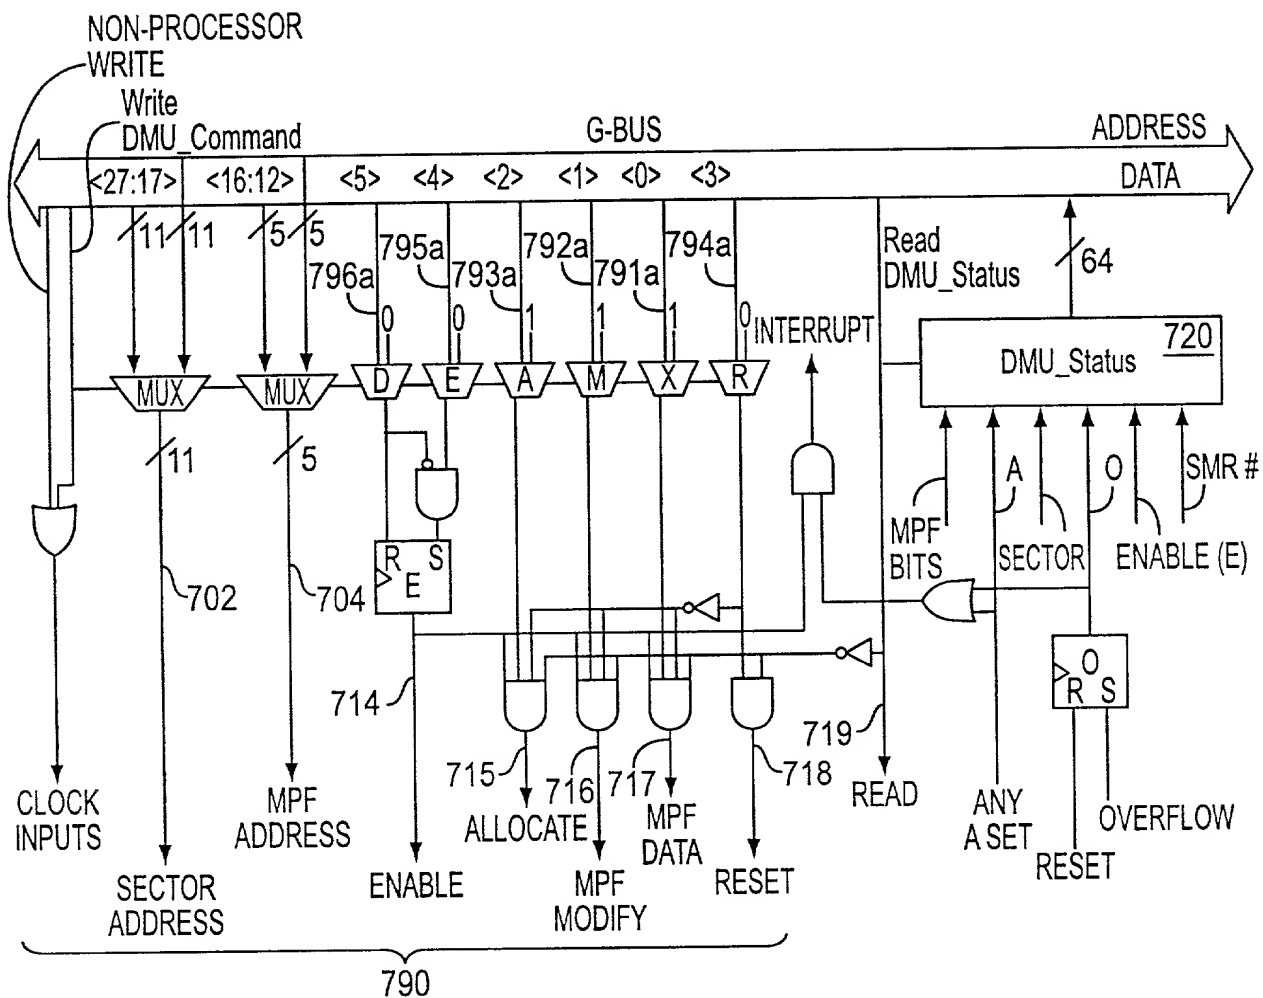 NON-PROCESSOR
WRITE
Write
DMU_Command
G-BUS
ADDRESS
DATA
<27:17> <16:12> <5> <4> <2> <1> <0> <3>
11 11 5 5
796a
795a
793a
792a
791a
794a
0 0 1 1 1 0
Read
DMU_Status
64
INTERRUPT
DMU_Status
720
MUX MUX D E A M X R
11
5
MPF
BITS
A
SECTOR
O
ENABLE (E)
SMR #
R S
E
702
704
O
R S
714
715
716
717
718
719
CLOCK
INPUTS
SECTOR
ADDRESS
MPF
ADDRESS
ENABLE
ALLOCATE
MPF
MODIFY
MPF
DATA
RESET
READ
ANY
A SET
RESET
OVERFLOW
790